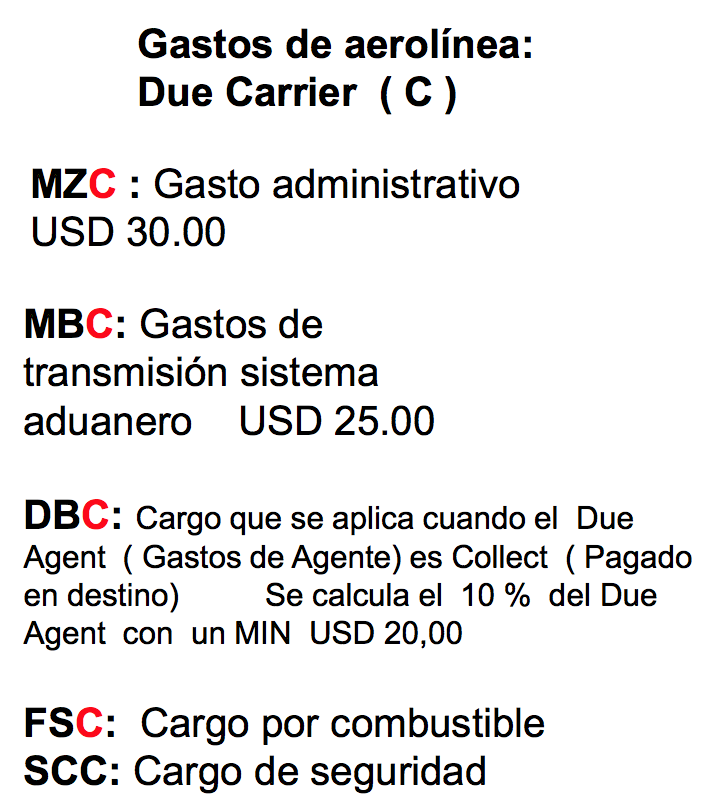 Gastos de aerolínea:
Due Carrier ( C )
MZC : Gasto administrativo
USD 30.00
MBC: Gastos de
transmisión sistema
aduanero USD 25.00
DBC: Cargo que se aplica cuando el Due
Agent ( Gastos de Agente) es Collect ( Pagado
en destino) Se calcula el 10 % del Due
Agent con un MIN USD 20,00
FSC: Cargo por combustible
SCC: Cargo de seguridad